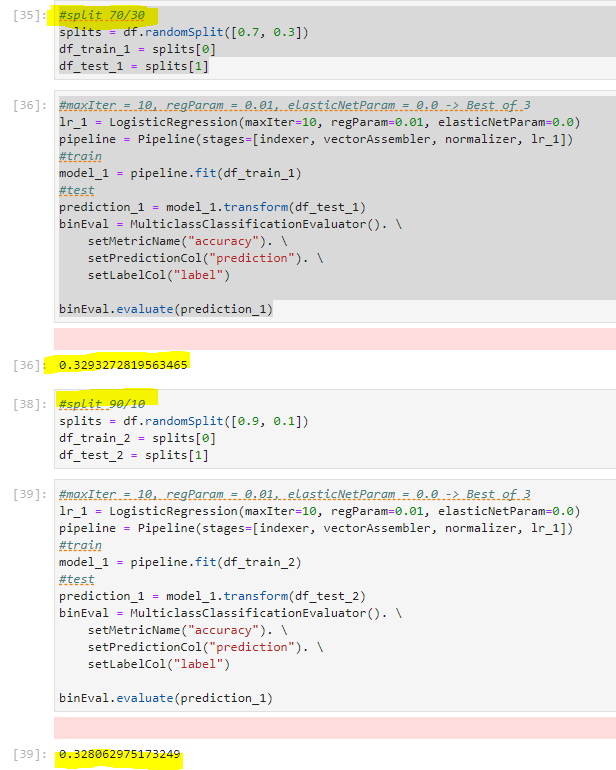 [35]: #split 70/30
splits = df.randomSplit([0.7, 0.3])
df_train_1 = splits[0]
df_test_1 = splits[1]
[36]: #maxIter = 10, regParam = 0.01, elasticNetParam = 0.0 -> Best of 3
lr_1 = LogisticRegression(maxIter=10, regParam=0.01, elasticNetParam=0.0)
pipeline = Pipeline(stages=[indexer, vectorAssembler, normalizer, lr_1])
#train
model_1 = pipeline.fit(df_train_1)
#test
prediction_1 = model_1.transform(df_test_1)
binEval = MulticlassClassificationEvaluator(). \
    setMetricName("accuracy"). \
    setPredictionCol("prediction"). \
    setLabelCol("label")
binEval.evaluate(prediction_1)
[36]: 0.3293272819563465
[38]: #split 90/10
splits = df.randomSplit([0.9, 0.1])
df_train_2 = splits[0]
df_test_2 = splits[1]
[39]: #maxIter = 10, regParam = 0.01, elasticNetParam = 0.0 -> Best of 3
lr_1 = LogisticRegression(maxIter=10, regParam=0.01, elasticNetParam=0.0)
pipeline = Pipeline(stages=[indexer, vectorAssembler, normalizer, lr_1])
#train
model_1 = pipeline.fit(df_train_2)
#test
prediction_1 = model_1.transform(df_test_2)
binEval = MulticlassClassificationEvaluator(). \
    setMetricName("accuracy"). \
    setPredictionCol("prediction"). \
    setLabelCol("label")
binEval.evaluate(prediction_1)
[39]: 0.328062975173249